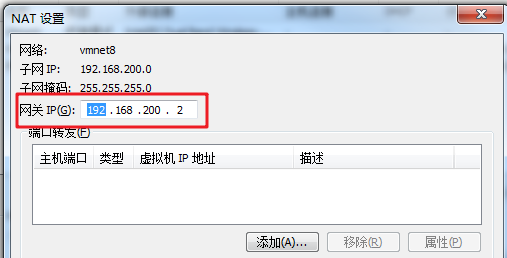 NAT 设置
网络: vmnet8
子网 IP: 192.168.200.0
子网掩码: 255.255.255.0
网关 IP(G): 192 . 168 . 200 . 2
端口转发(F)
主机端口 类型 虚拟机 IP 地址 描述
添加(A)... 移除(R) 属性(P)